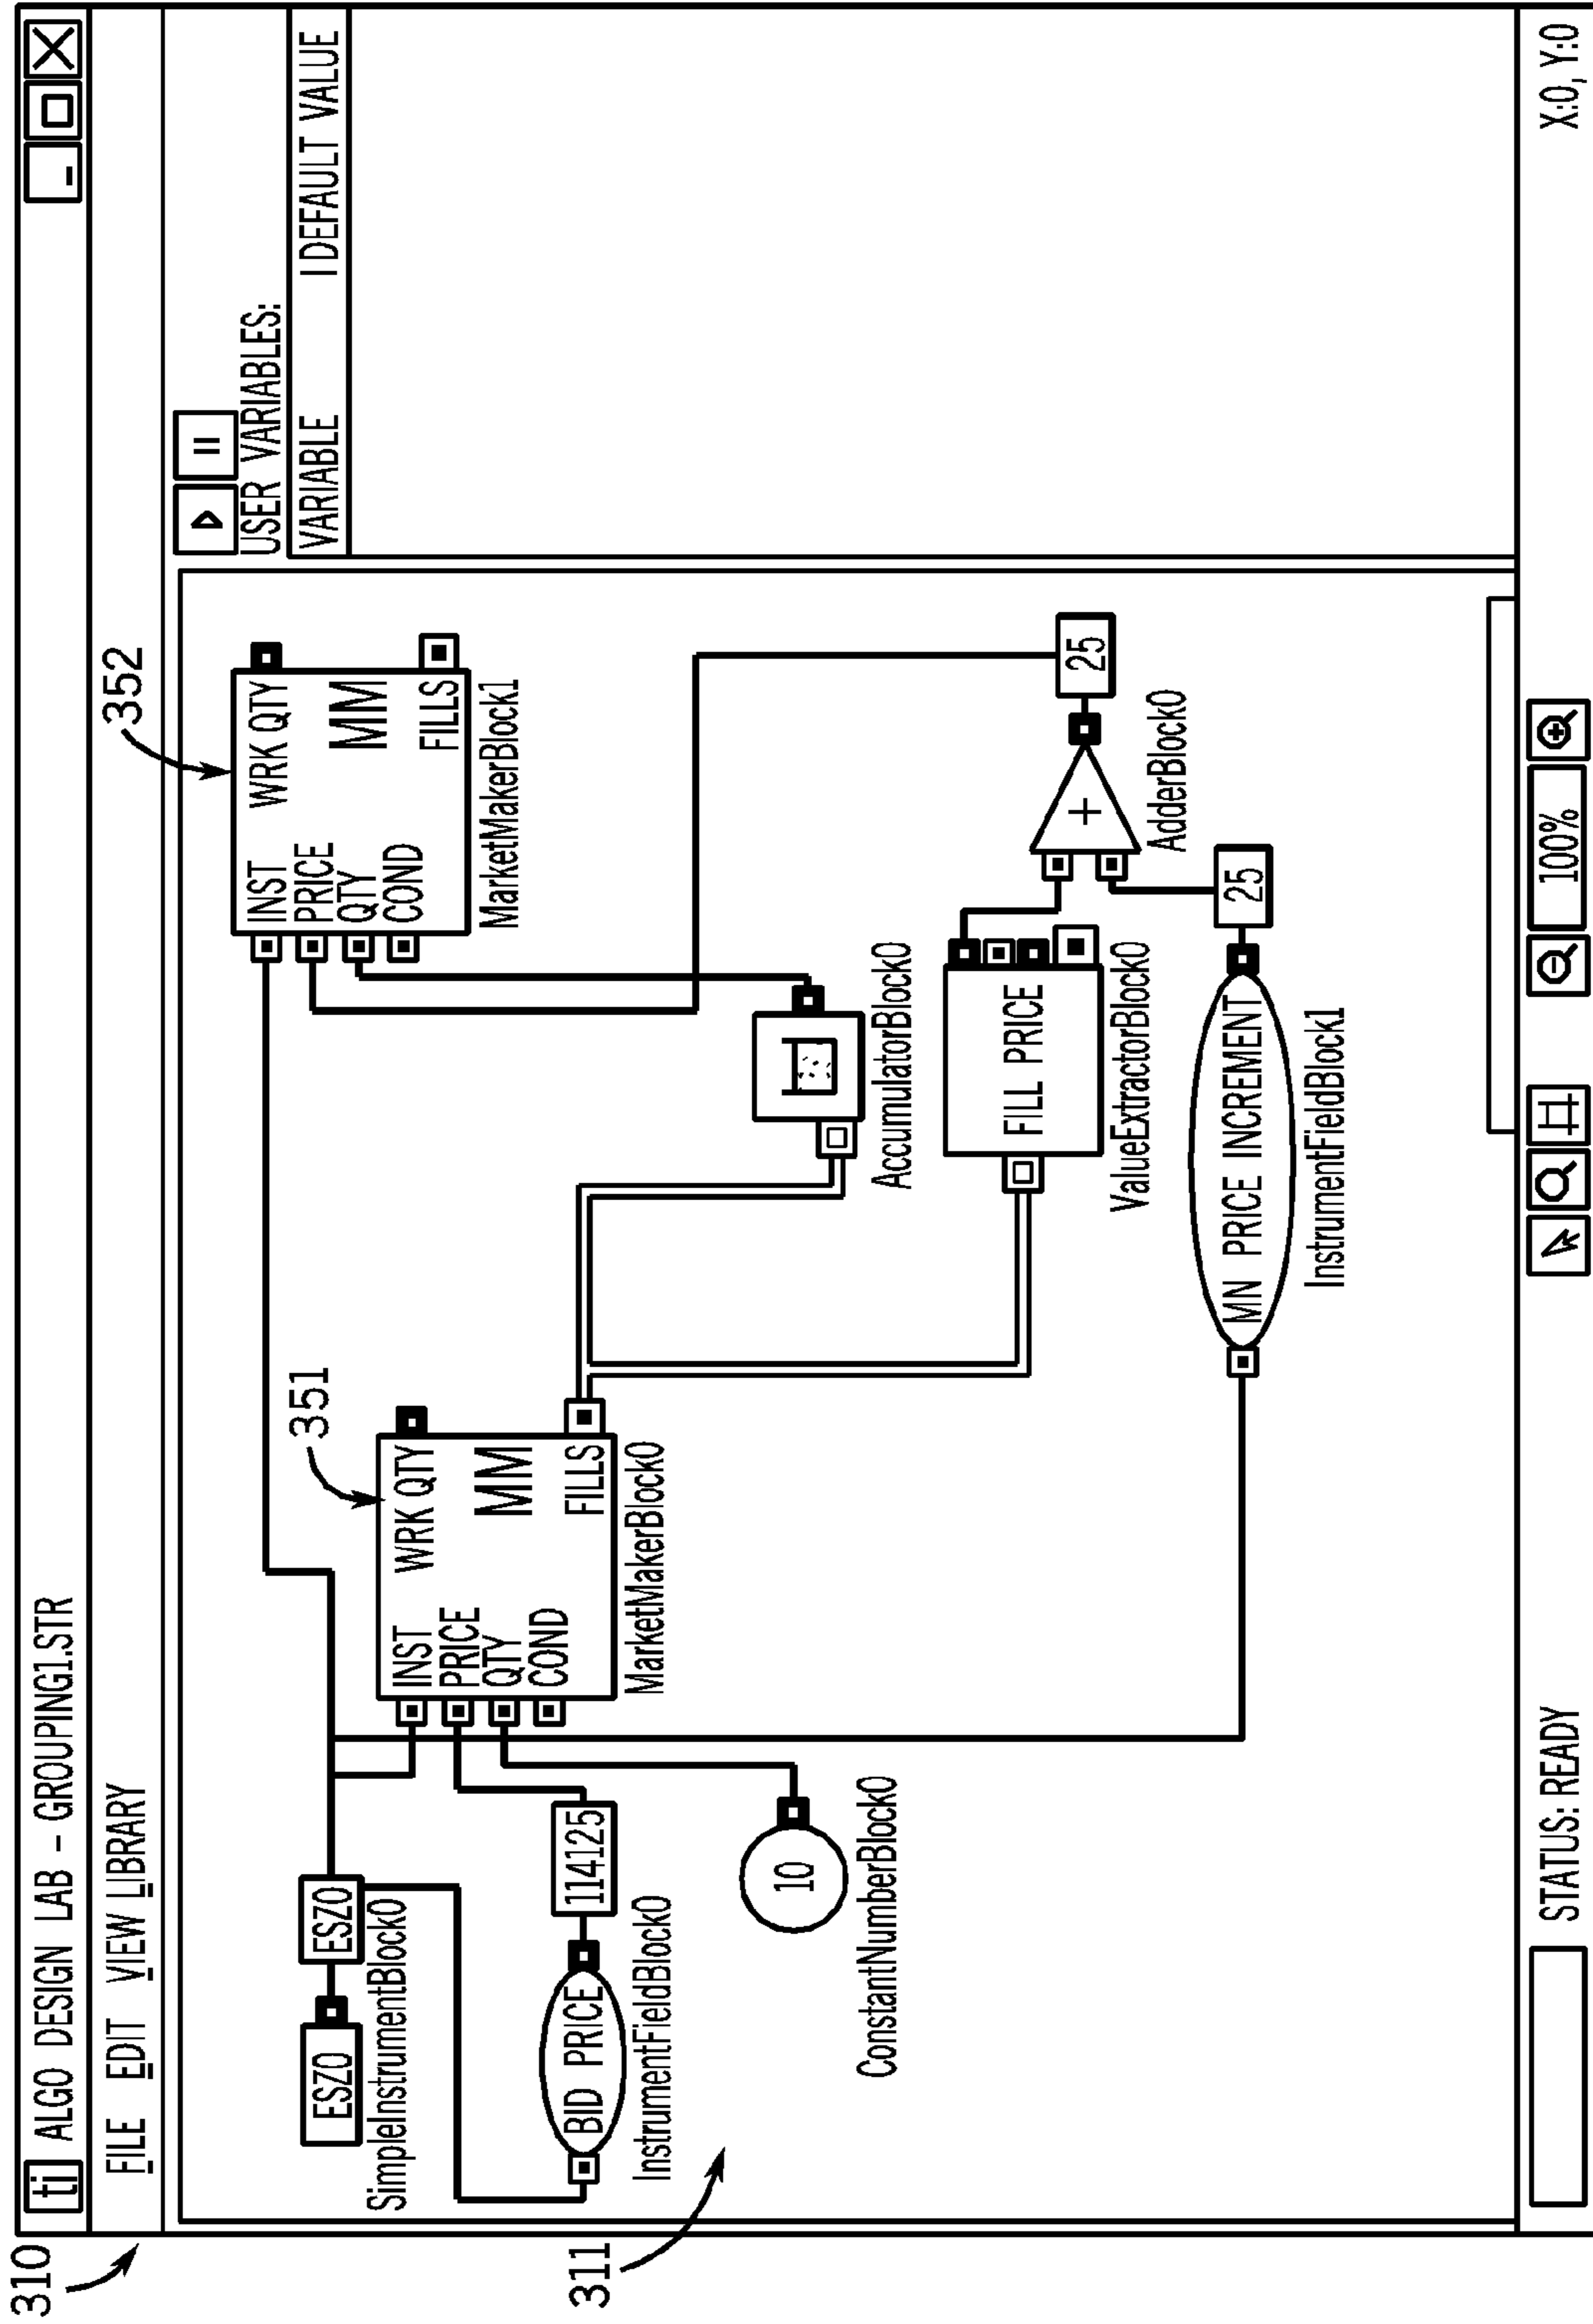 310
ti ALGO DESIGN LAB - GROUPING1.STR
FILE EDIT VIEW LIBRARY
352
USER VARIABLES:
VARIABLE | DEFAULT VALUE
INST WRK QTY
PRICE
QTY MM
COND FILLS
MarketMakerBlock1
351
ESZ0 ESZ0
SimpleInstrumentBlock0
INST WRK QTY
PRICE
QTY MM
COND FILLS
MarketMakerBlock0
311
BID PRICE 114125
InstrumentFieldBlock0
10
ConstantNumberBlock0
AccumulatorBlock0
FILL PRICE
ValueExtractorBlock0
+ 25
AdderBlock0
MN PRICE INCREMENT 25
InstrumentFieldBlock1
STATUS: READY 100% X:0, Y:0